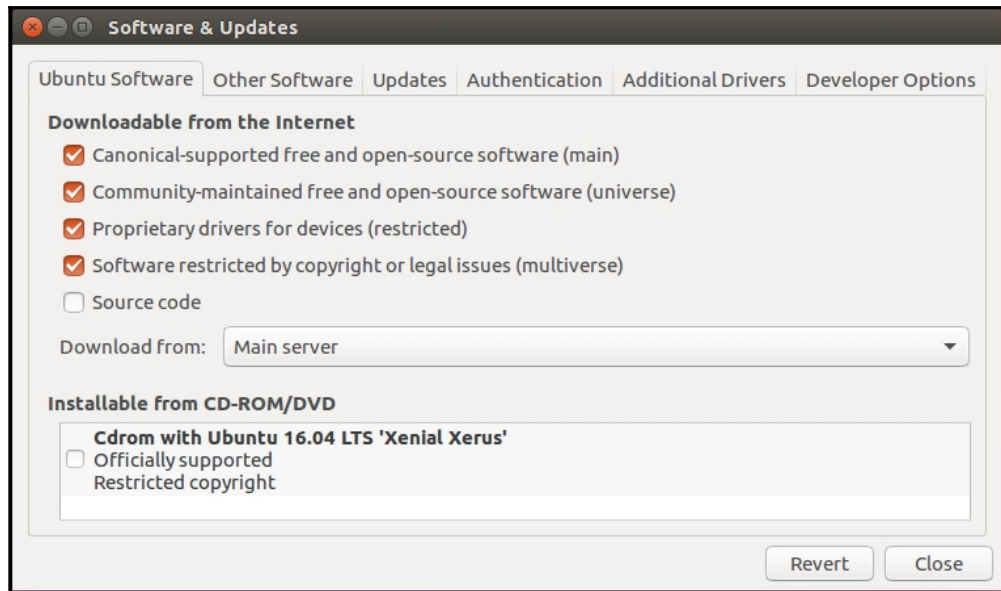 Software & Updates
Ubuntu Software Other Software Updates Authentication Additional Drivers Developer Options
Downloadable from the Internet
Canonical-supported free and open-source software (main)
Community-maintained free and open-source software (universe)
Proprietary drivers for devices (restricted)
Software restricted by copyright or legal issues (multiverse)
Source code
Download from: Main server
Installable from CD-ROM/DVD
Cdrom with Ubuntu 16.04 LTS 'Xenial Xerus'
Officially supported
Restricted copyright
Revert Close